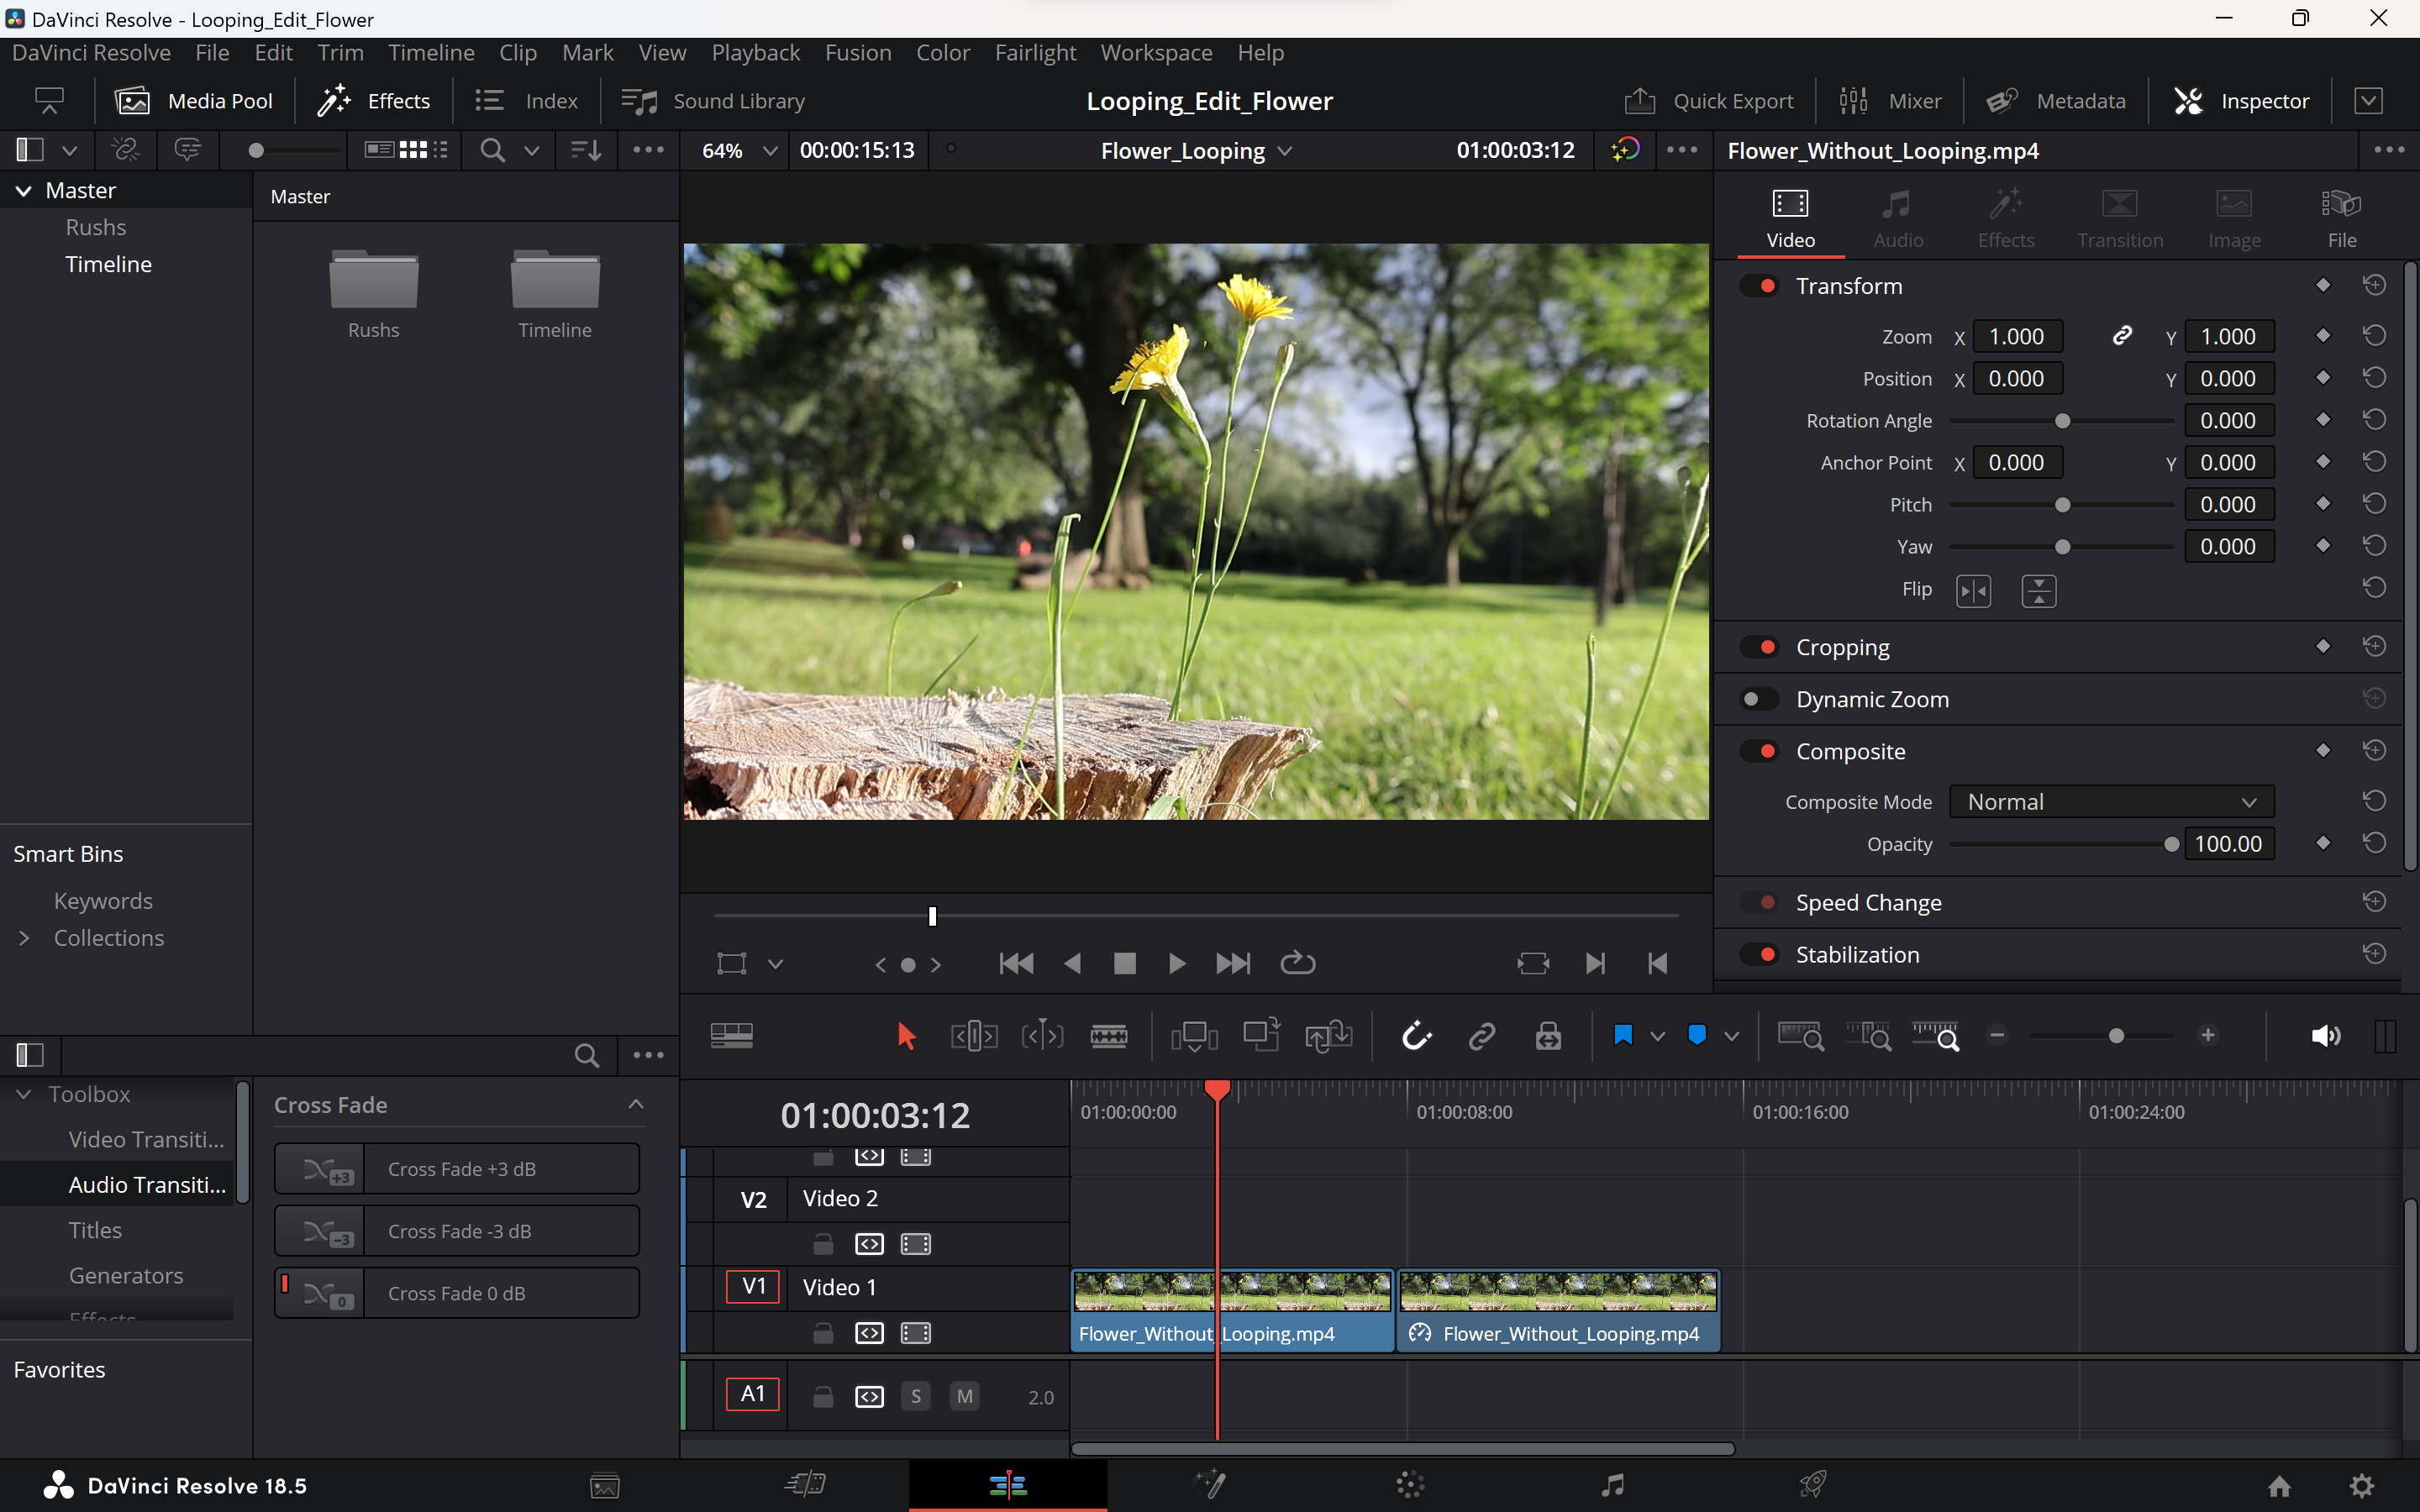 DaVinci Resolve - Looping_Edit_Flower
DaVinci Resolve File Edit Trim Timeline Clip Mark View Playback Fusion Color Fairlight Workspace Help
Media Pool Effects Index Sound Library Looping_Edit_Flower Quick Export Mixer Metadata Inspector
64% 00:00:15:13 Flower_Looping 01:00:03:12 Flower_Without_Looping.mp4
Master
Rushs
Timeline
Master
Rushs Timeline
Smart Bins
Keywords
Collections
Video Audio Effects Transition Image File
Transform
Zoom X 1.000 Y 1.000
Position X 0.000 Y 0.000
Rotation Angle 0.000
Anchor Point X 0.000 Y 0.000
Pitch 0.000
Yaw 0.000
Flip
Cropping
Dynamic Zoom
Composite
Composite Mode Normal
Opacity 100.00
Speed Change
Stabilization
Toolbox
Video Transiti...
Audio Transiti...
Titles
Generators
Effects
Favorites
Cross Fade
+3 Cross Fade +3 dB
-3 Cross Fade -3 dB
0 Cross Fade 0 dB
01:00:03:12 01:00:00:00 01:00:08:00 01:00:16:00 01:00:24:00
V2 Video 2
V1 Video 1
Flower_Without_Looping.mp4 Flower_Without_Looping.mp4
A1 S M 2.0
DaVinci Resolve 18.5